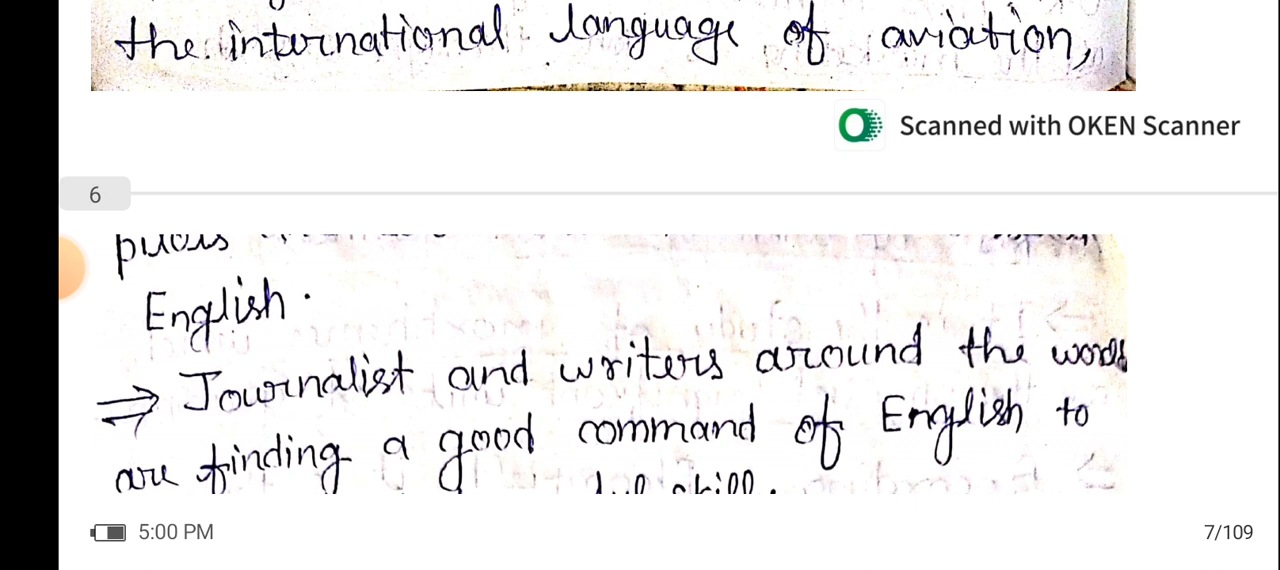 the international language of aviation,
Scanned with OKEN Scanner
6
English.
⇒ Journalist and writers around the
are finding a good command of English to
skill.
5:00 PM
7/109